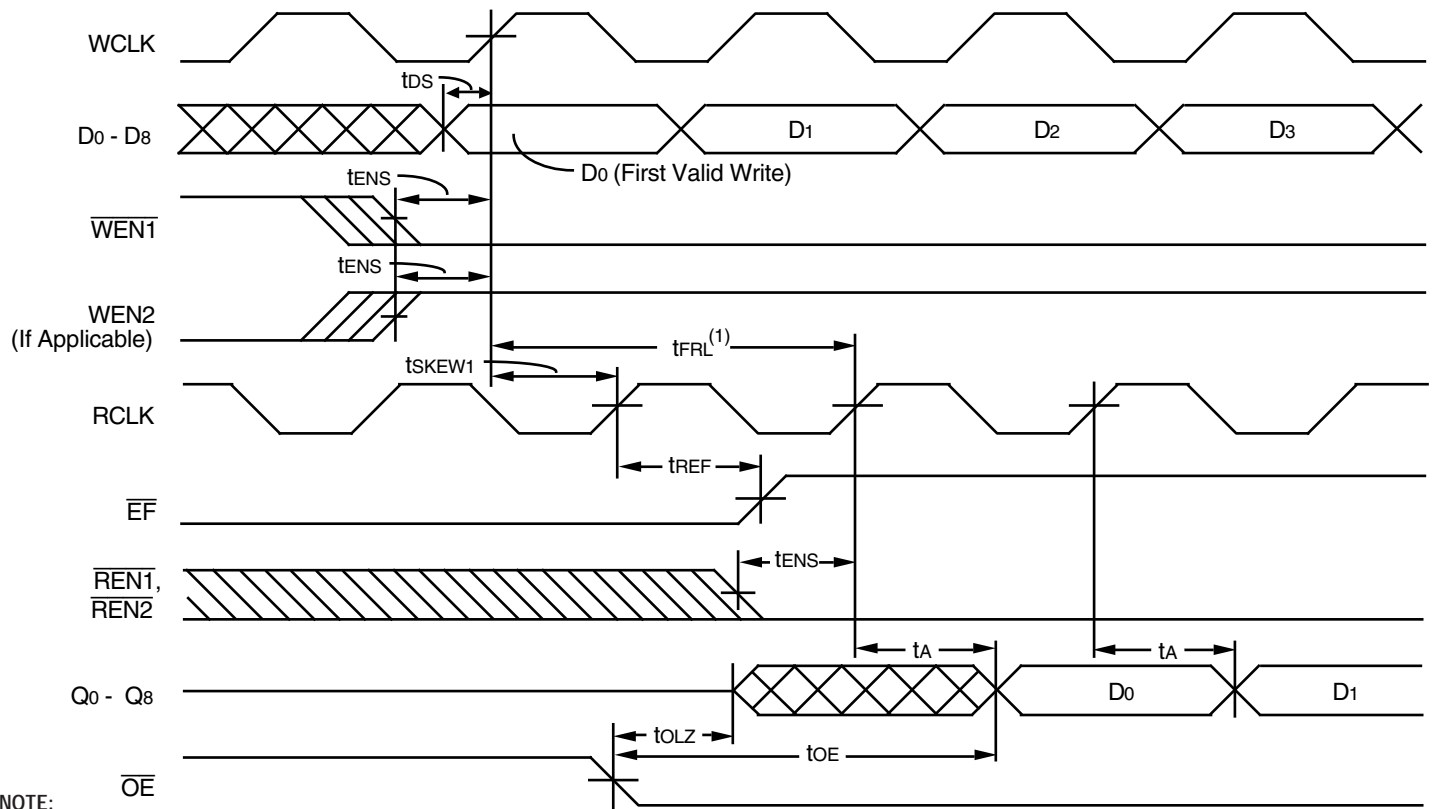 WCLK
tDS
D0 - D8
D1
D2
D3
D0 (First Valid Write)
tENS
WEN1
tENS
WEN2
(If Applicable)
tFRL(1)
tSKEW1
RCLK
tREF
EF
tENS
REN1,
REN2
tA
tA
Q0 - Q8
D0
D1
tOLZ
tOE
OE
NOTE: